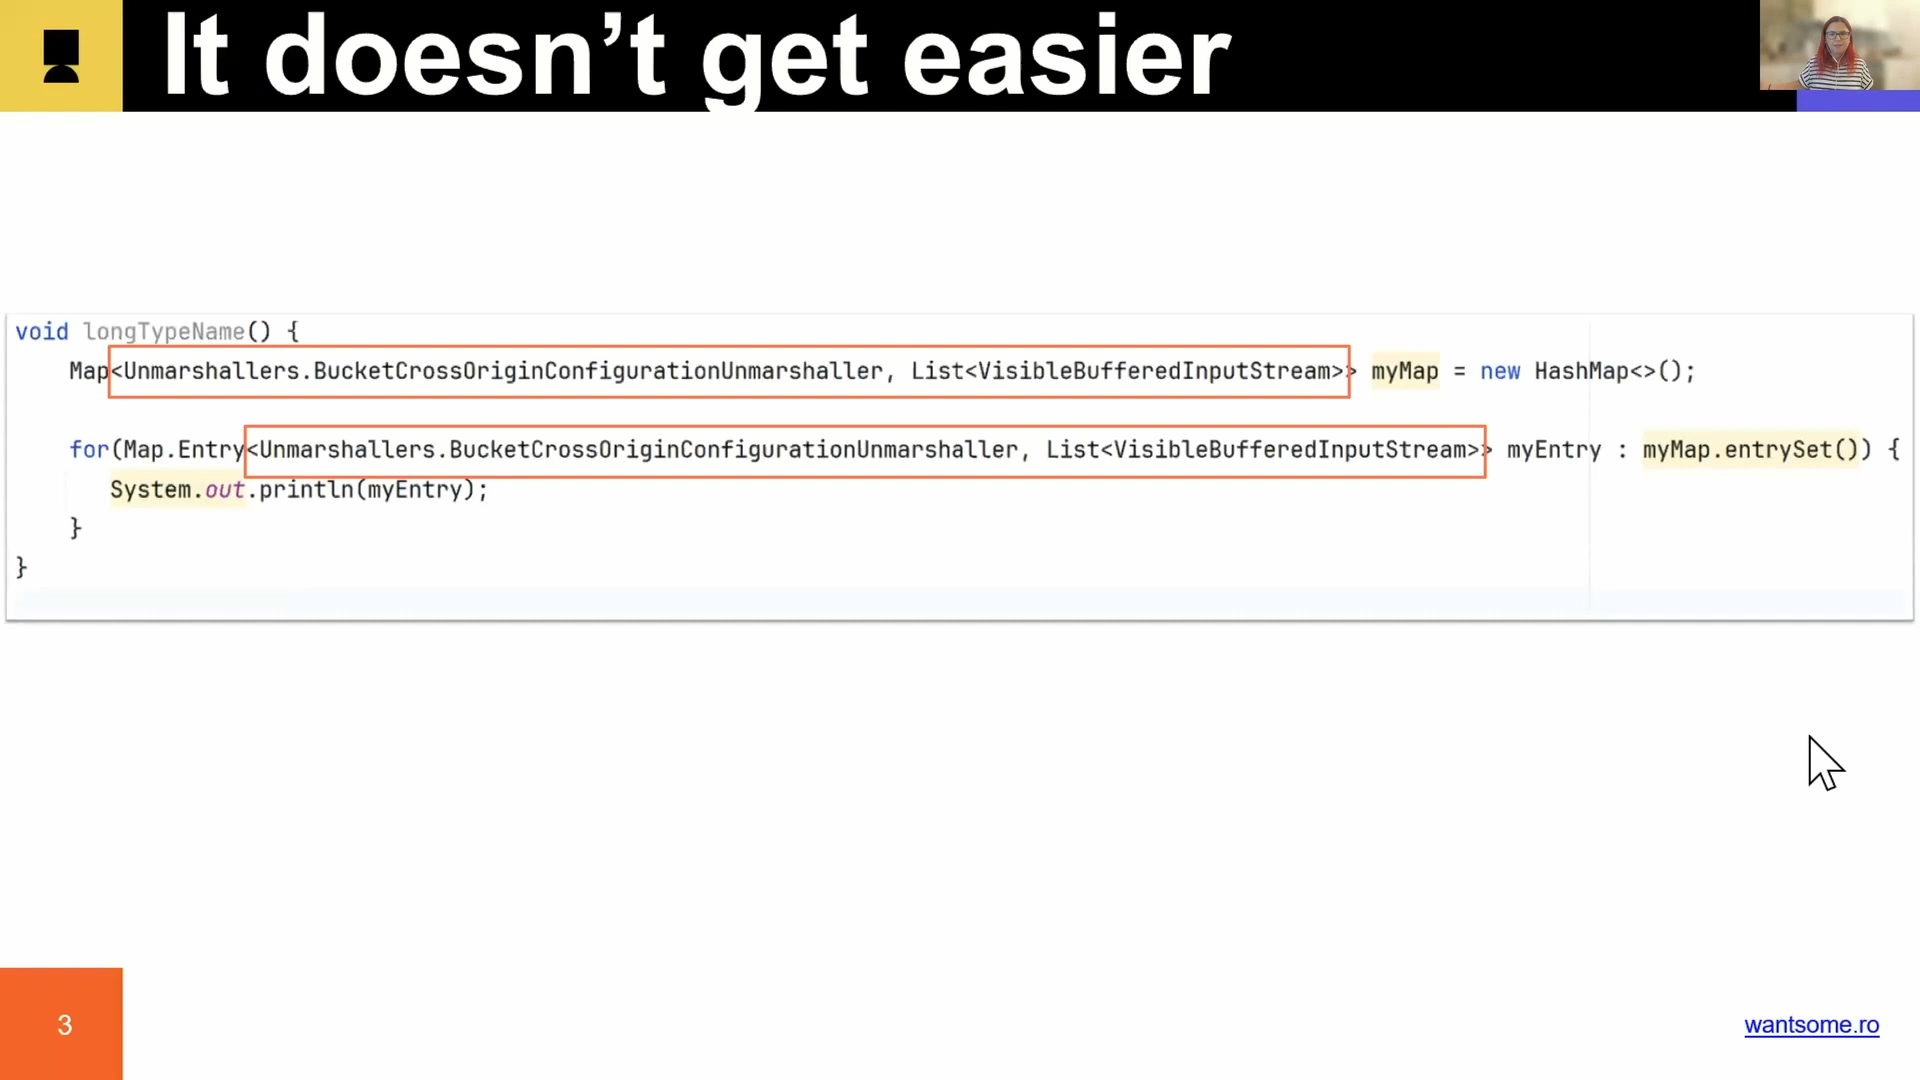 It doesn’t get easier
void longTypeName() {
Map<Unmarshallers.BucketCrossOriginConfigurationUnmarshaller, List<VisibleBufferedInputStream>> myMap = new HashMap<>();
for(Map.Entry<Unmarshallers.BucketCrossOriginConfigurationUnmarshaller, List<VisibleBufferedInputStream>> myEntry : myMap.entrySet()) {
System.out.println(myEntry);
}
}
3
wantsome.ro